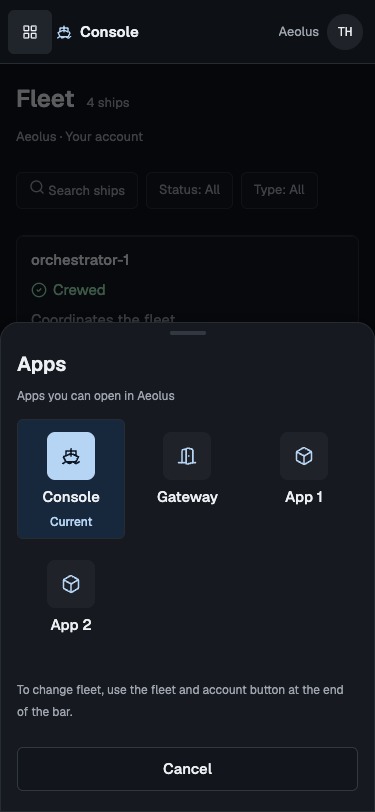 Console
Aeolus
TH
Fleet
4 ships
Aeolus · Your account
Search ships
Status: All
Type: All
orchestrator-1
Crewed
Coordinates the fleet
Apps
Apps you can open in Aeolus
Console
Current
Gateway
App 1
App 2
To change fleet, use the fleet and account button at the end
of the bar.
Cancel